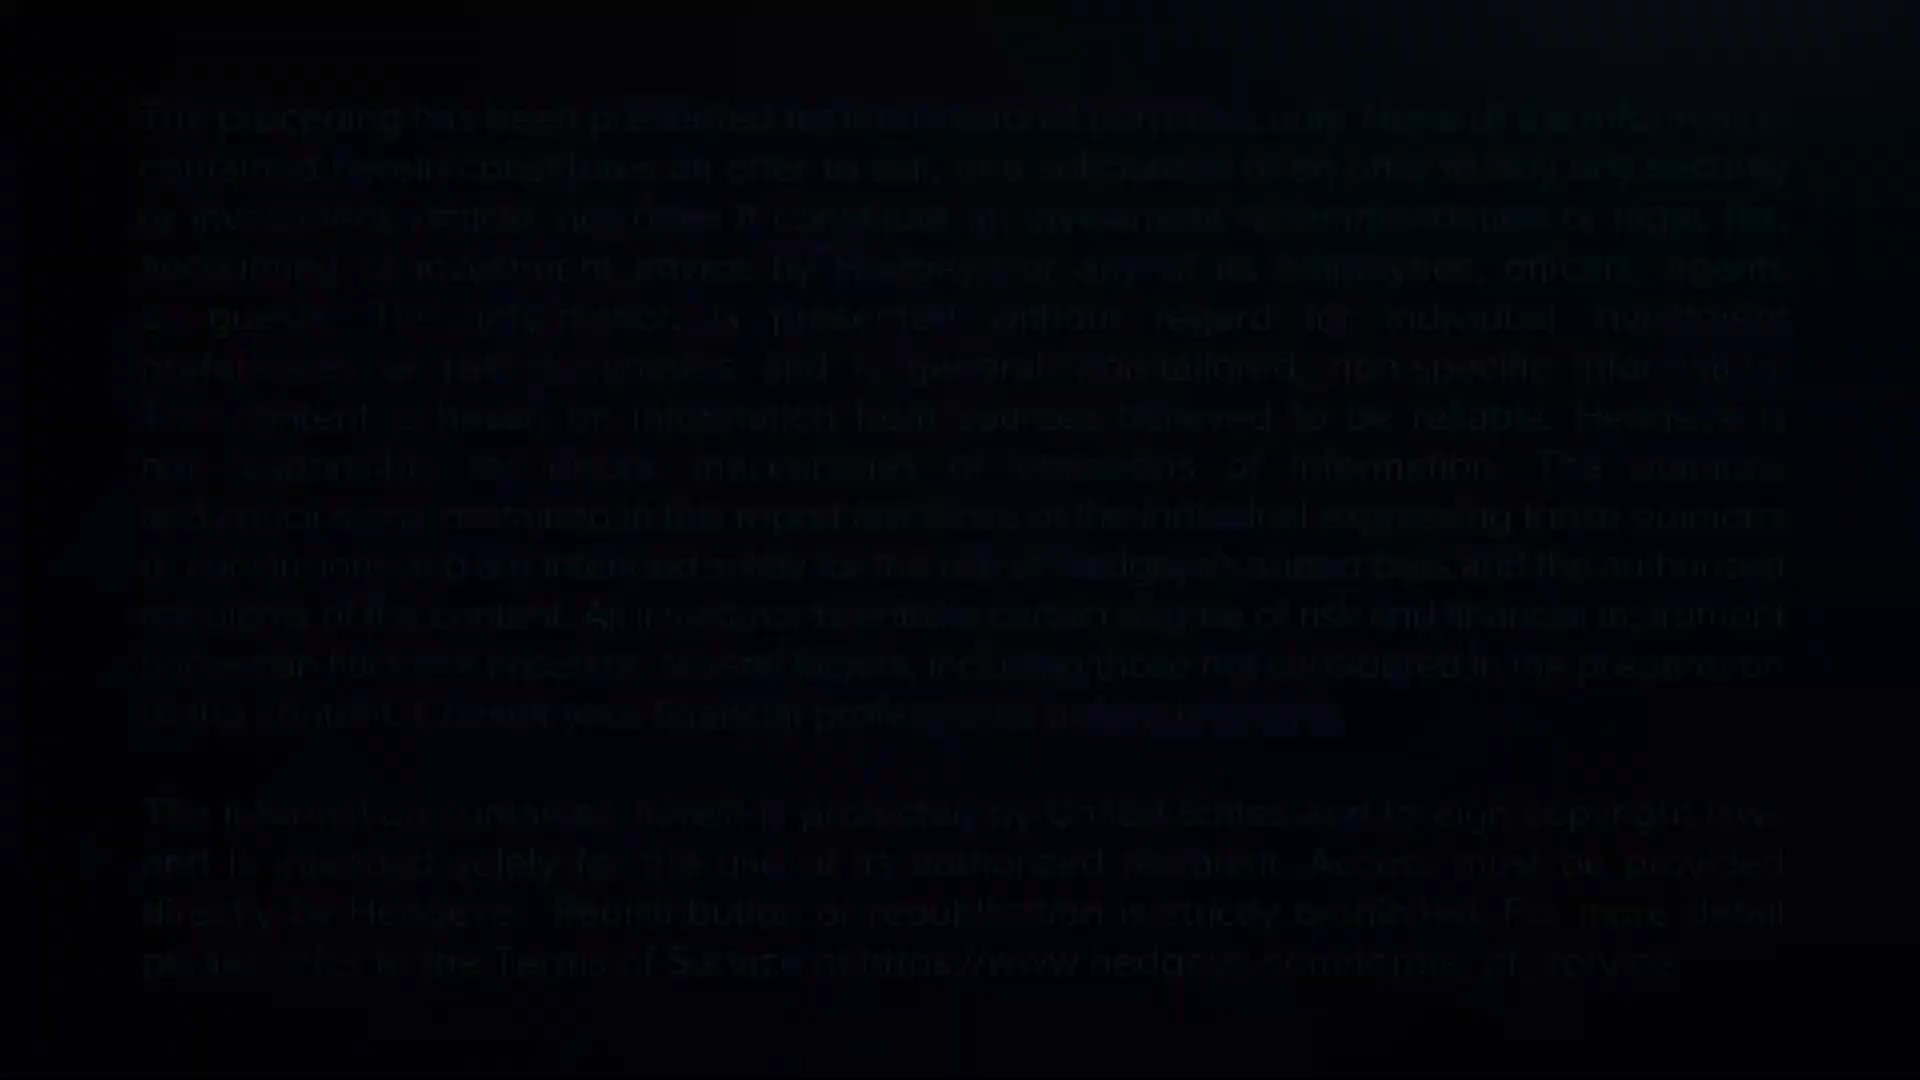 The preceding has been presented for informational purposes only. None of the information
contained herein constitutes an offer to sell, or a solicitation of an offer to buy any security
or investment vehicle, nor does it constitute an investment recommendation or legal, tax,
accounting or investment advice by Hedgeye or any of its employees, officers, agents
or guests. This information is presented without regard for individual investment
preferences or risk parameters and is general, non-tailored, non-specific information.
This content is based on information from sources believed to be reliable. Hedgeye is
not responsible for errors, inaccuracies or omissions of information. The opinions
and conclusions contained in this report are those of the individual expressing those opinions
or conclusions and are intended solely for the use of Hedgeye's subscribers and the authorized
recipients of the content. All investments entail a certain degree of risk and financial instrument
prices can fluctuate based on several factors, including those not considered in the preparation
of the content. Consult your financial professional before investing.
The information contained herein is protected by United States and foreign copyright laws
and is intended solely for the use of its authorized recipient. Access must be provided
directly by Hedgeye. Redistribution or republication is strictly prohibited. For more detail
please refer to the Terms of Service at https://www.hedgeye.com/terms_of_service